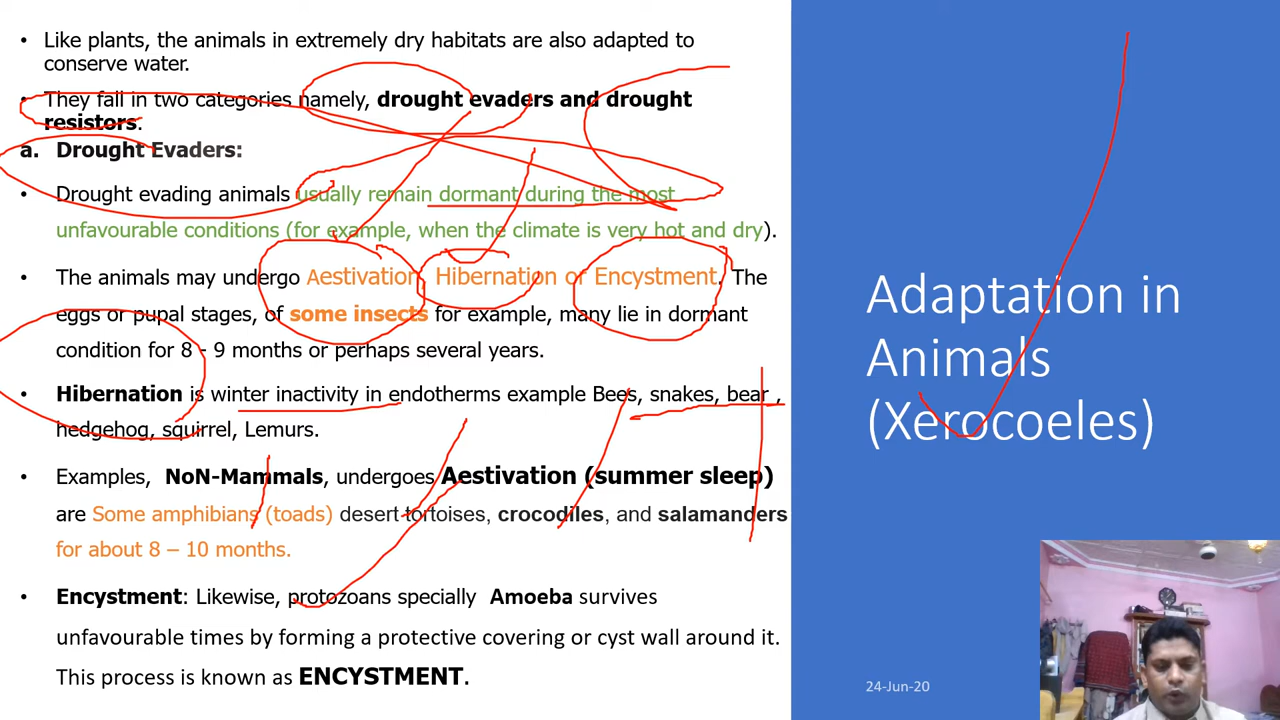 • Like plants, the animals in extremely dry habitats are also adapted to
conserve water.
• They fall in two categories namely, drought evaders and drought
resistors.
a. Drought Evaders:
• Drought evading animals usually remain dormant during the most
unfavourable conditions (for example, when the climate is very hot and dry).
• The animals may undergo Aestivation Hibernation or Encystment. The
eggs or pupal stages, of some insects for example, many lie in dormant
condition for 8 - 9 months or perhaps several years.
• Hibernation is winter inactivity in endotherms example Bees, snakes, bear ,
hedgehog, squirrel, Lemurs.
• Examples, NoN-Mammals, undergoes Aestivation (summer sleep)
are Some amphibians (toads) desert tortoises, crocodiles, and salamanders
for about 8 – 10 months.
• Encystment: Likewise, protozoans specially Amoeba survives
unfavourable times by forming a protective covering or cyst wall around it.
This process is known as ENCYSTMENT.
Adaptation in
Animals
(Xerocoeles)
24-Jun-20